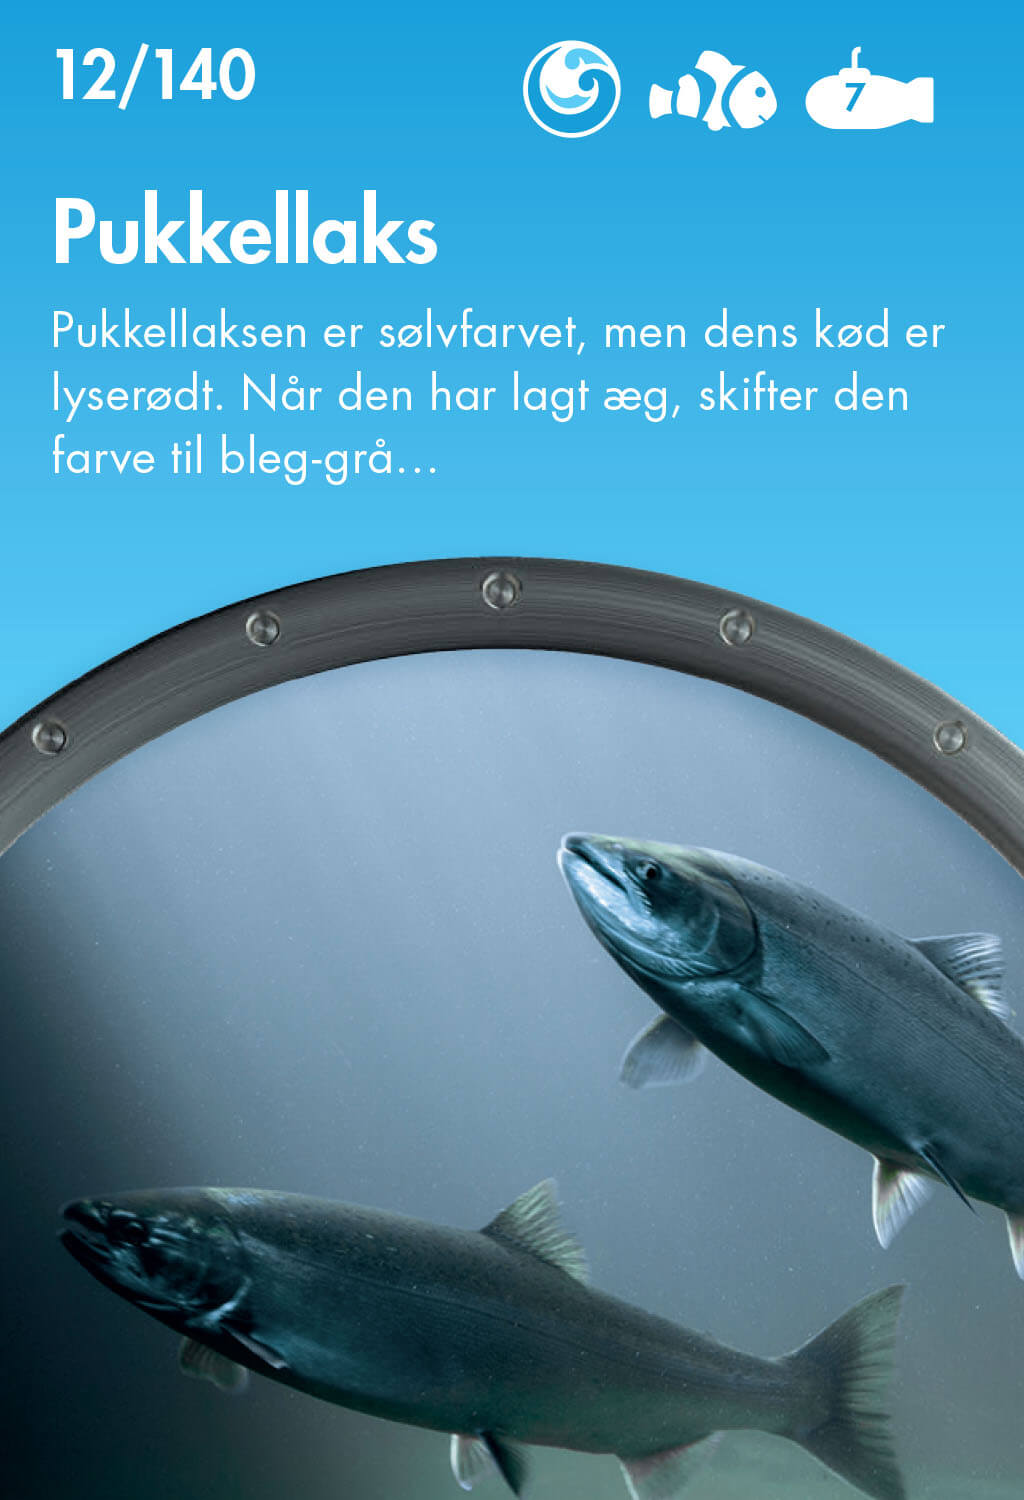 12/140
7
Pukkellaks
Pukkellaksen er sølvfarvet, men dens kød er
lyserødt. Når den har lagt æg, skifter den
farve til bleg-grå...